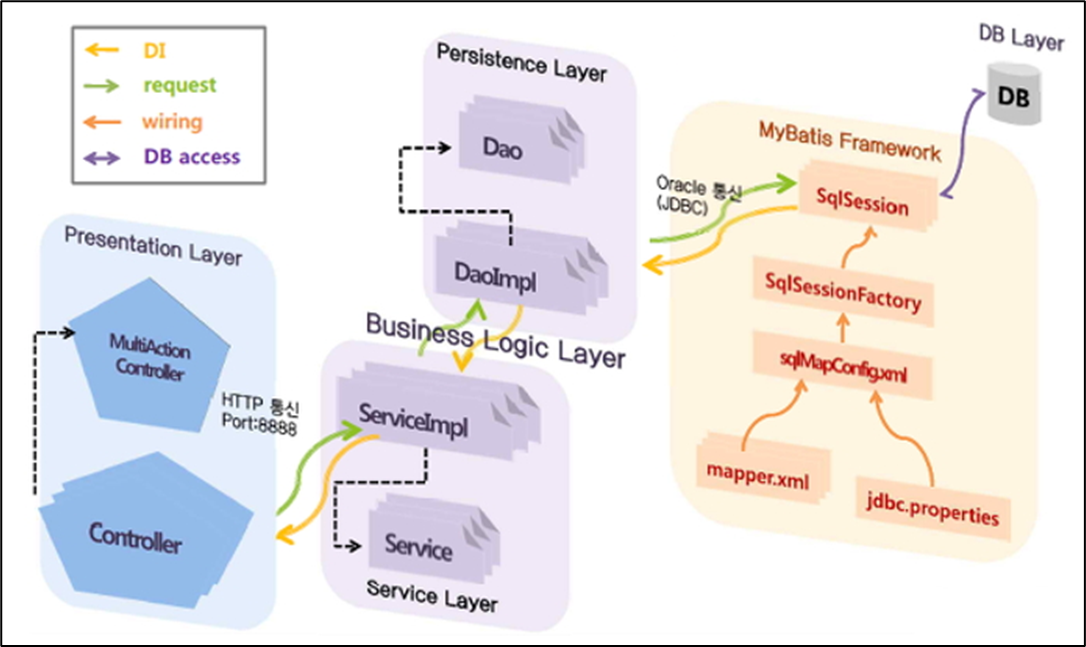 DI
request
wiring
DB access
Persistence Layer
Dao
DaoImpl
DB Layer
DB
MyBatis Framework
Oracle 통신
(JDBC)
SqlSession
SqlSessionFactory
sqlMapConfig.xml
mapper.xml
jdbc.properties
Presentation Layer
MultiAction
Controller
HTTP 통신
Port:8888
Controller
Business Logic Layer
ServiceImpl
Service
Service Layer